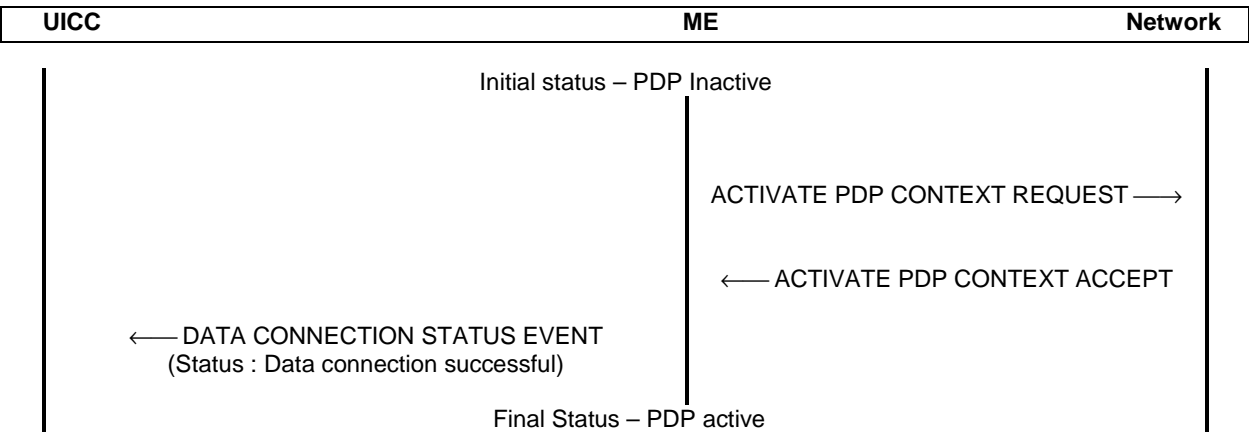 UICC ME Network
Initial status – PDP Inactive
ACTIVATE PDP CONTEXT REQUEST ⟶
⟵ ACTIVATE PDP CONTEXT ACCEPT
⟵ DATA CONNECTION STATUS EVENT
(Status : Data connection successful)
Final Status – PDP active